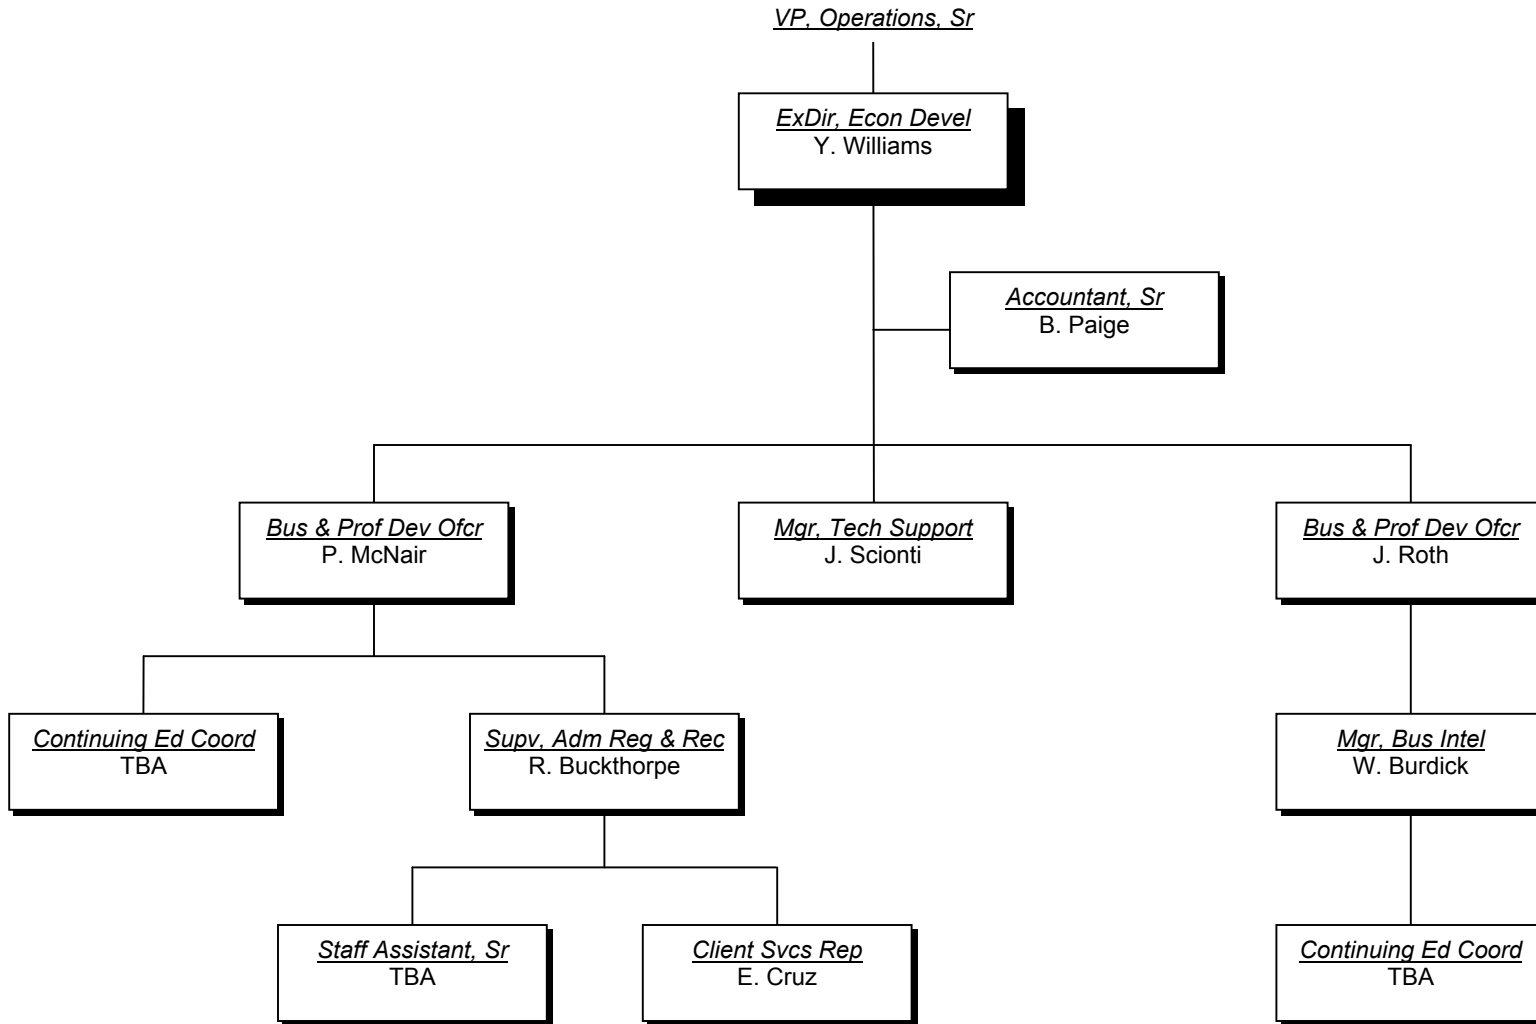 VP, Operations, Sr
ExDir, Econ Devel
Y. Williams
Accountant, Sr
B. Paige
Bus & Prof Dev Ofcr
P. McNair
Mgr, Tech Support
J. Scionti
Bus & Prof Dev Ofcr
J. Roth
Continuing Ed Coord
TBA
Supv, Adm Reg & Rec
R. Buckthorpe
Mgr, Bus Intel
W. Burdick
Staff Assistant, Sr
TBA
Client Svcs Rep
E. Cruz
Continuing Ed Coord
TBA